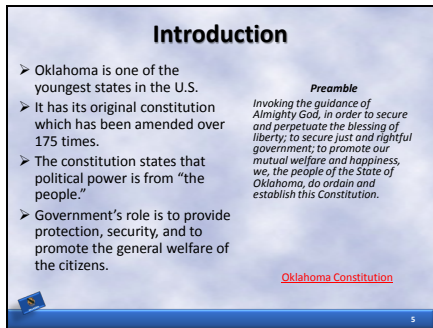 Introduction
➢ Oklahoma is one of the
youngest states in the U.S.
➢ It has its original constitution
which has been amended over
175 times.
➢ The constitution states that
political power is from “the
people.”
➢ Government’s role is to provide
protection, security, and to
promote the general welfare of
the citizens.
Preamble
Invoking the guidance of
Almighty God, in order to secure
and perpetuate the blessing of
liberty; to secure just and rightful
government; to promote our
mutual welfare and happiness,
we, the people of the State of
Oklahoma, do ordain and
establish this Constitution.
Oklahoma Constitution
5